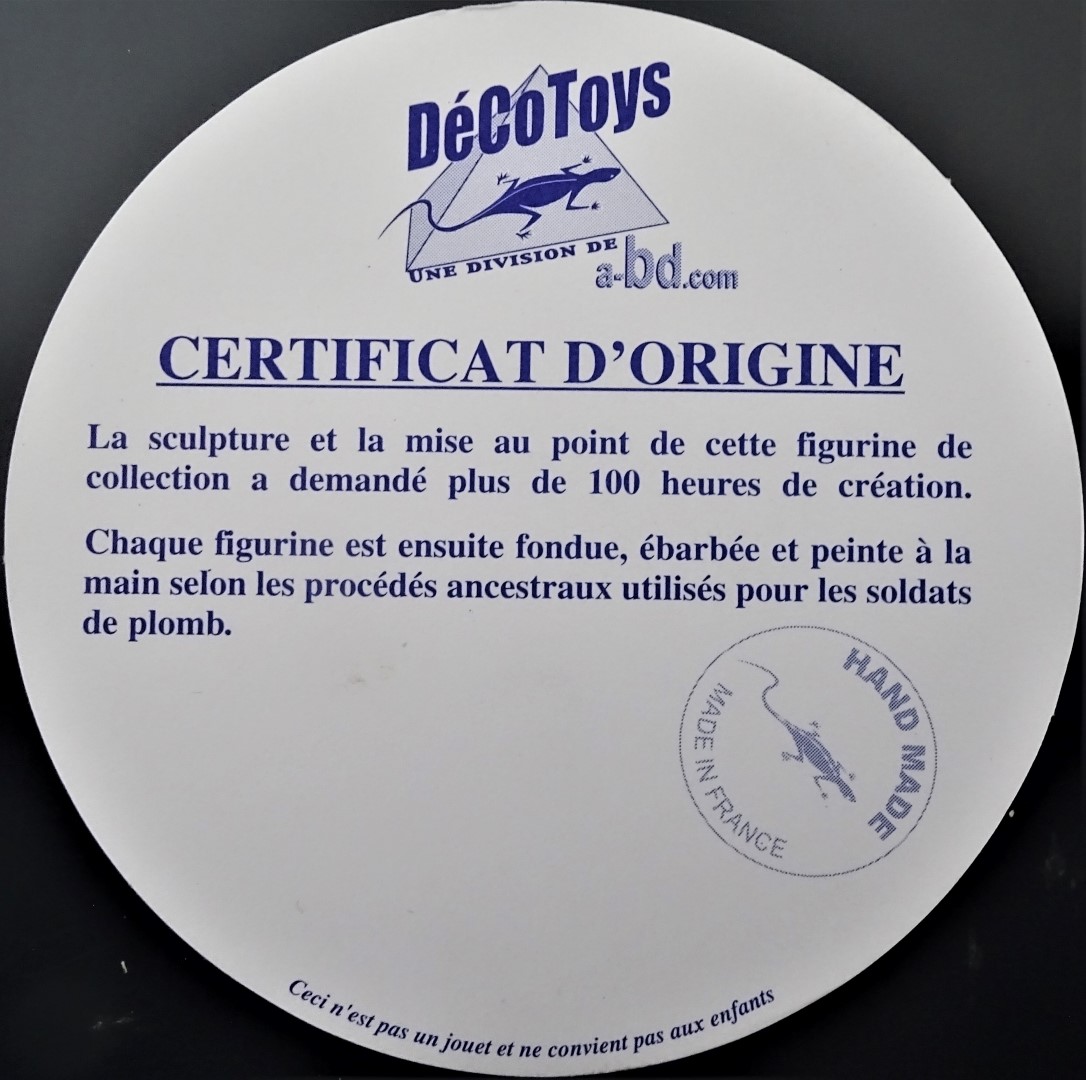 DéCoToys
UNE DIVISION DE
a-bd.com
CERTIFICAT D'ORIGINE
La sculpture et la mise au point de cette figurine de
collection a demandé plus de 100 heures de création.
Chaque figurine est ensuite fondue, ébarbée et peinte à la
main selon les procédés ancestraux utilisés pour les soldats
de plomb.
HAND MADE
MADE IN FRANCE
Ceci n'est pas un jouet et ne convient pas aux enfants